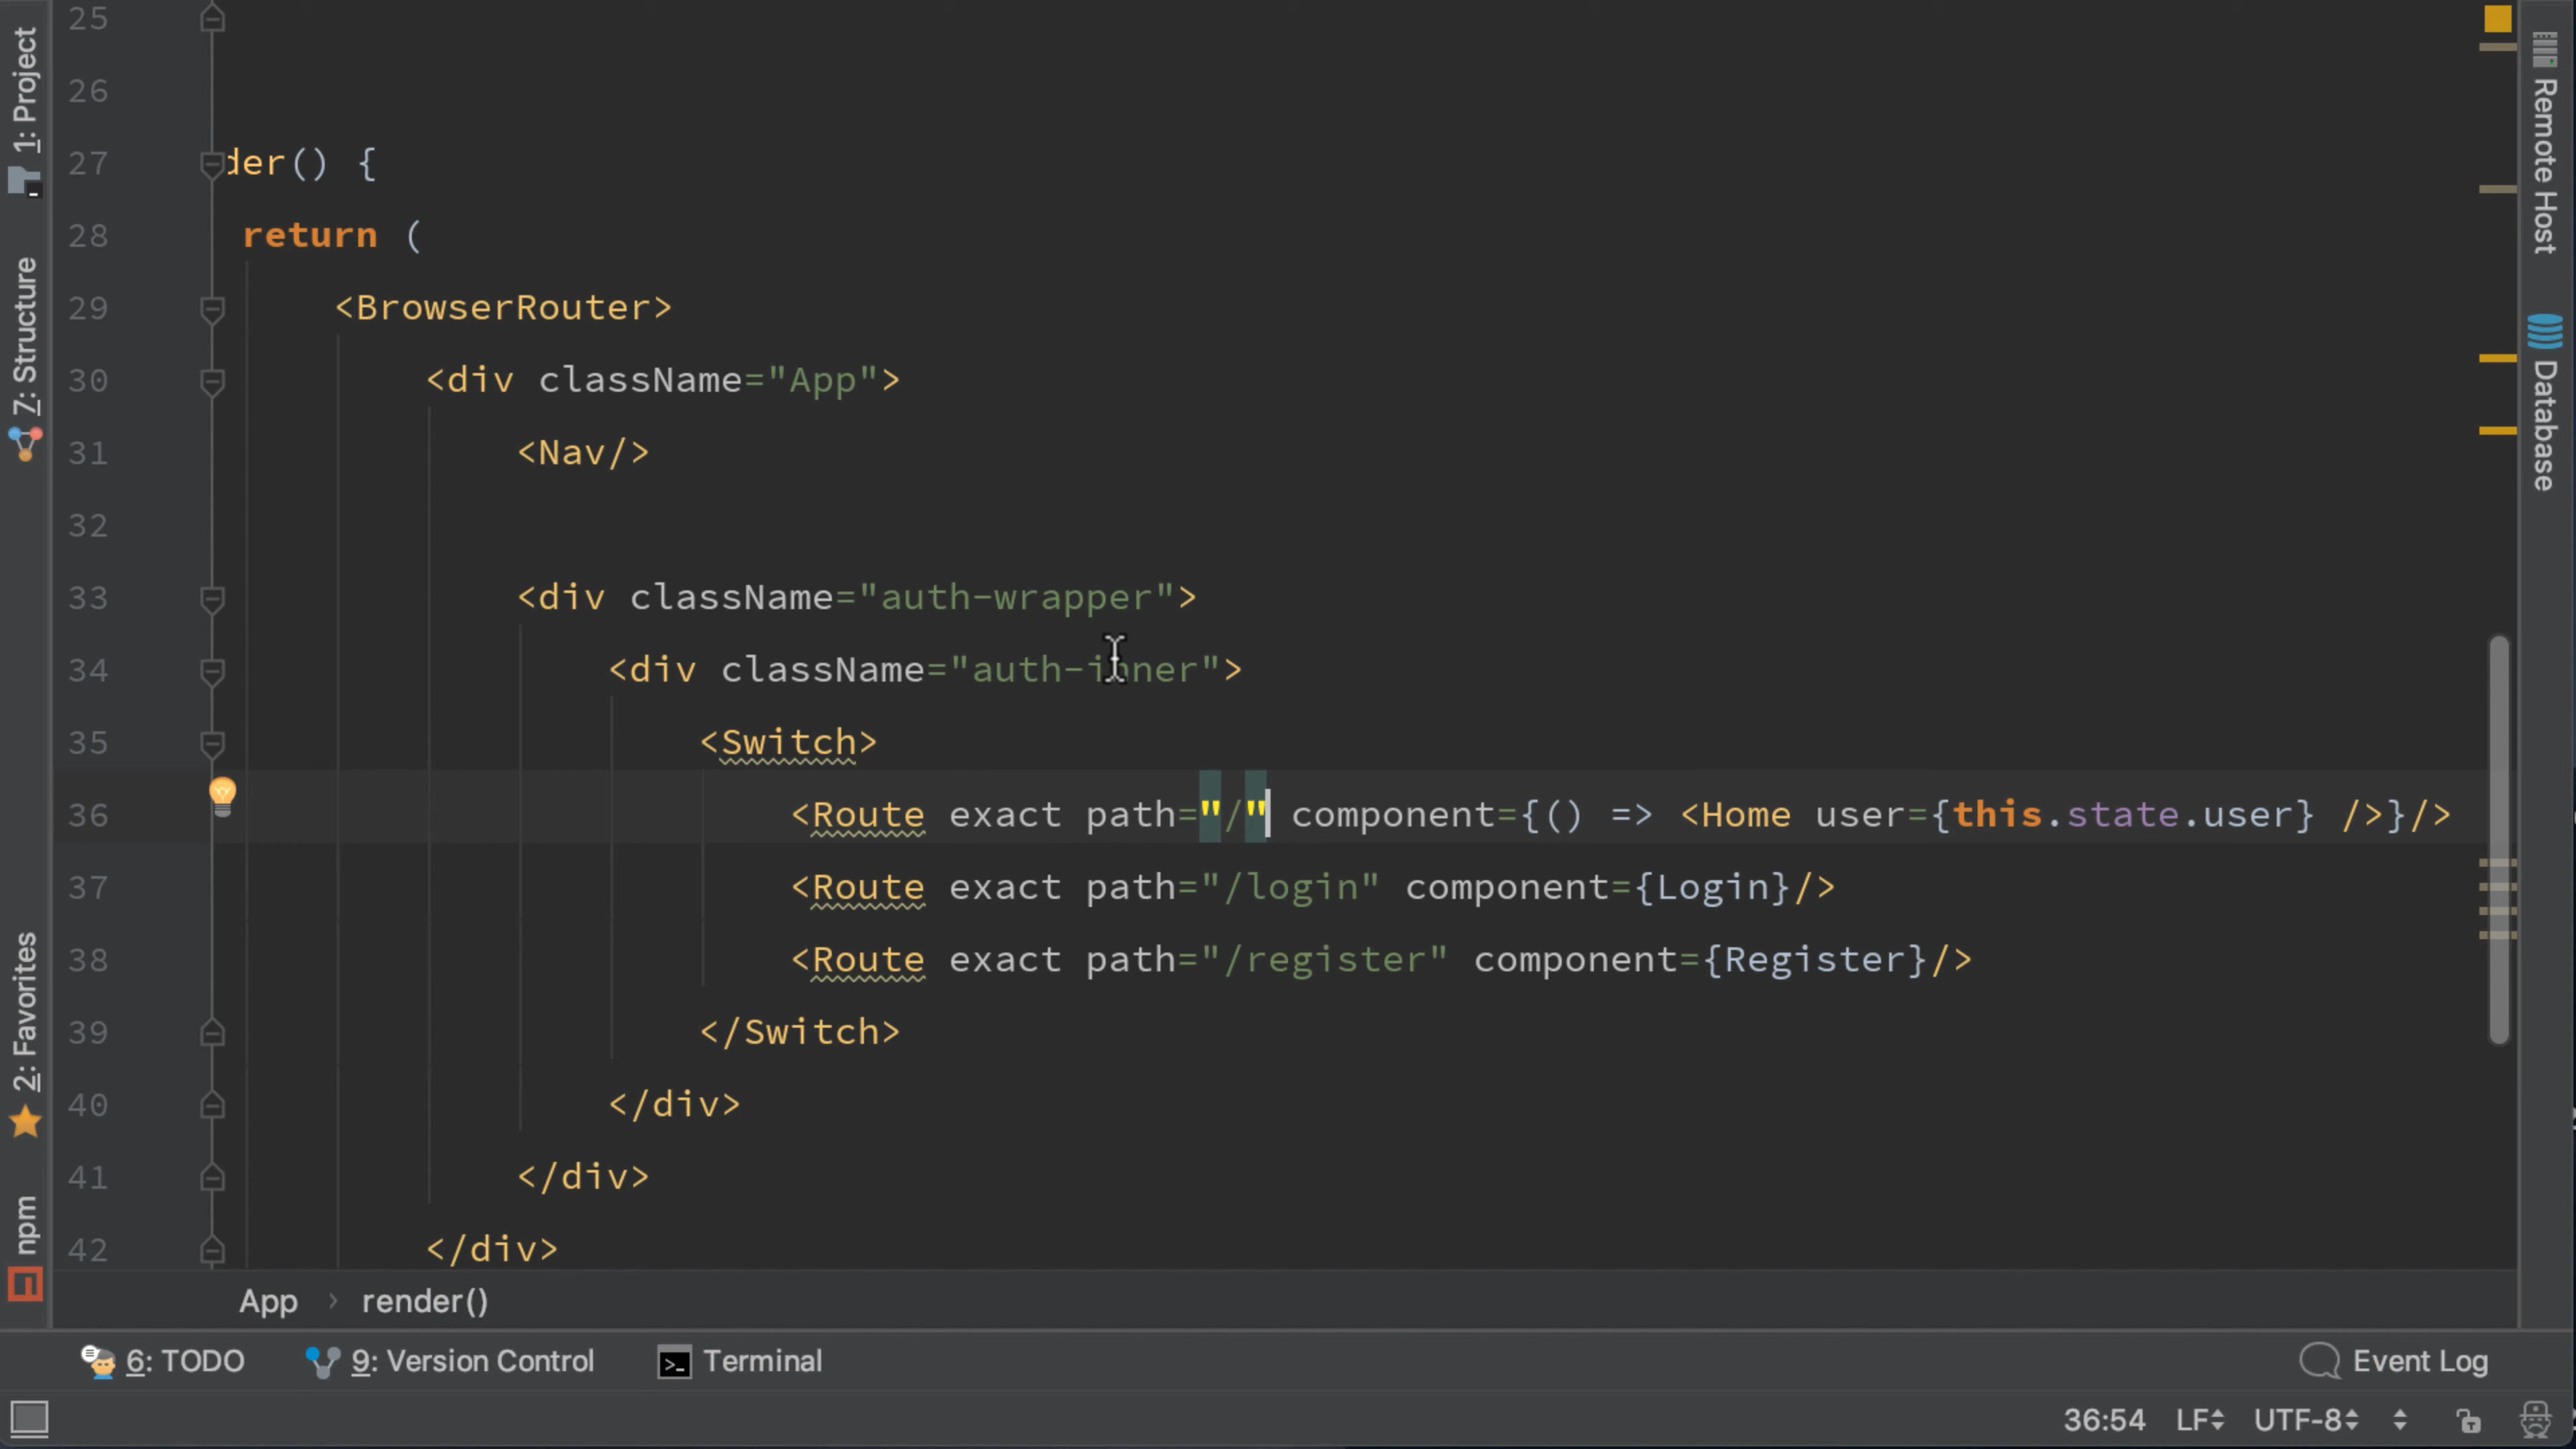 1: Project
7: Structure
2: Favorites
npm
25
26
27 der() {
28 return (
29 <BrowserRouter>
30 <div className="App">
31 <Nav/>
32
33 <div className="auth-wrapper">
34 <div className="auth-inner">
35 <Switch>
36 <Route exact path="/" component={() => <Home user={this.state.user} />}/>
37 <Route exact path="/login" component={Login}/>
38 <Route exact path="/register" component={Register}/>
39 </Switch>
40 </div>
41 </div>
42 </div>
Remote Host
Database
App › render()
6: TODO 9: Version Control Terminal Event Log
36:54 LF UTF-8